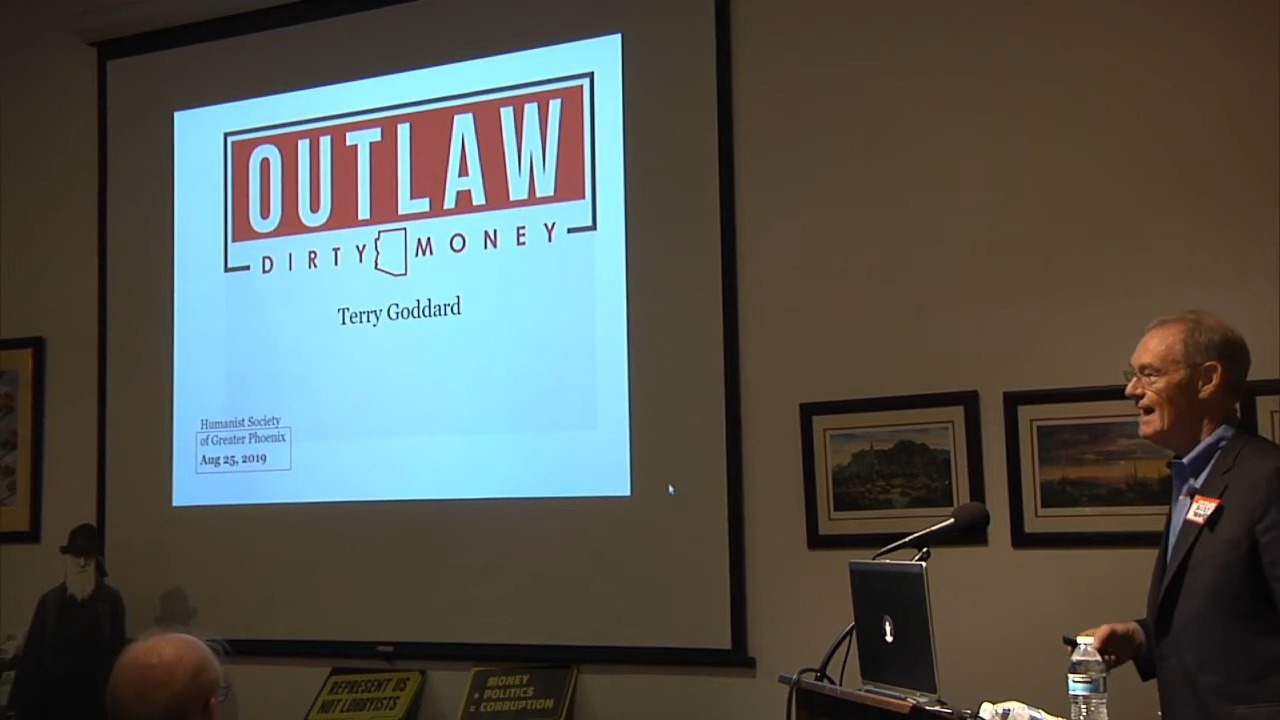 OUTLAW
DIRTY MONEY
Terry Goddard
Humanist Society
of Greater Phoenix
Aug 25, 2019
REPRESENT US
NOT LOBBYISTS
MONEY
+ POLITICS
= CORRUPTION